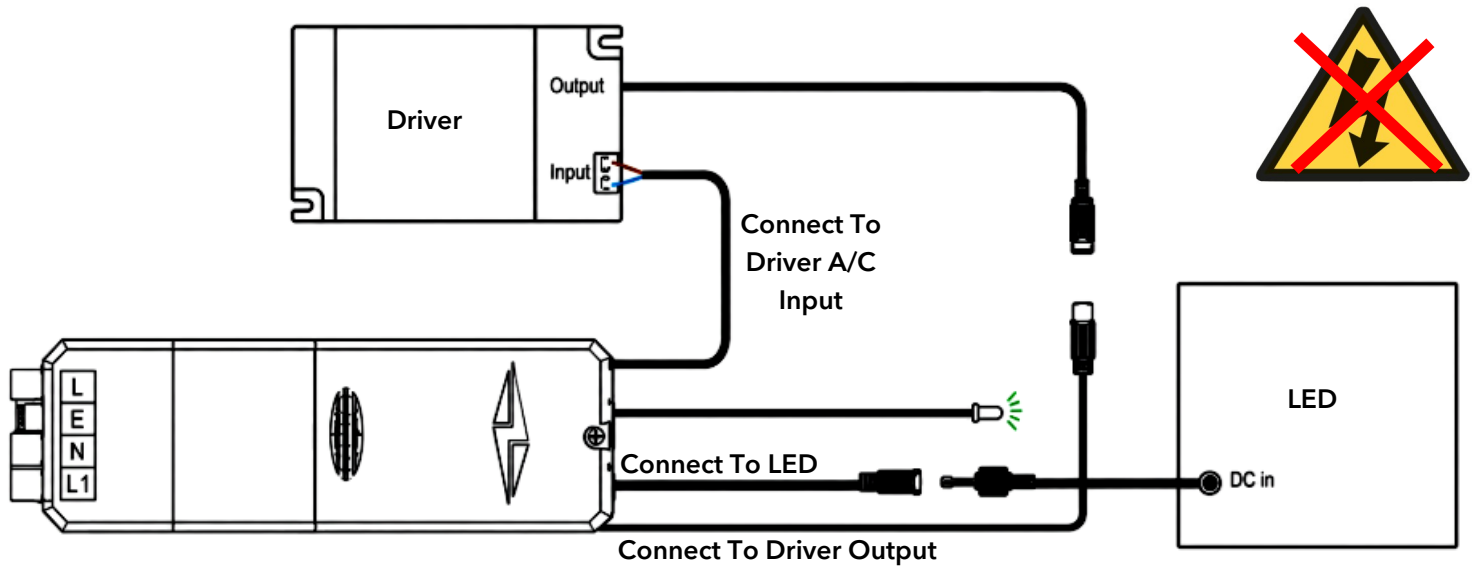 Output
Driver
Input
Connect To
Driver A/C
Input
L
E
N
L1
LED
Connect To LED
DC in
Connect To Driver Output